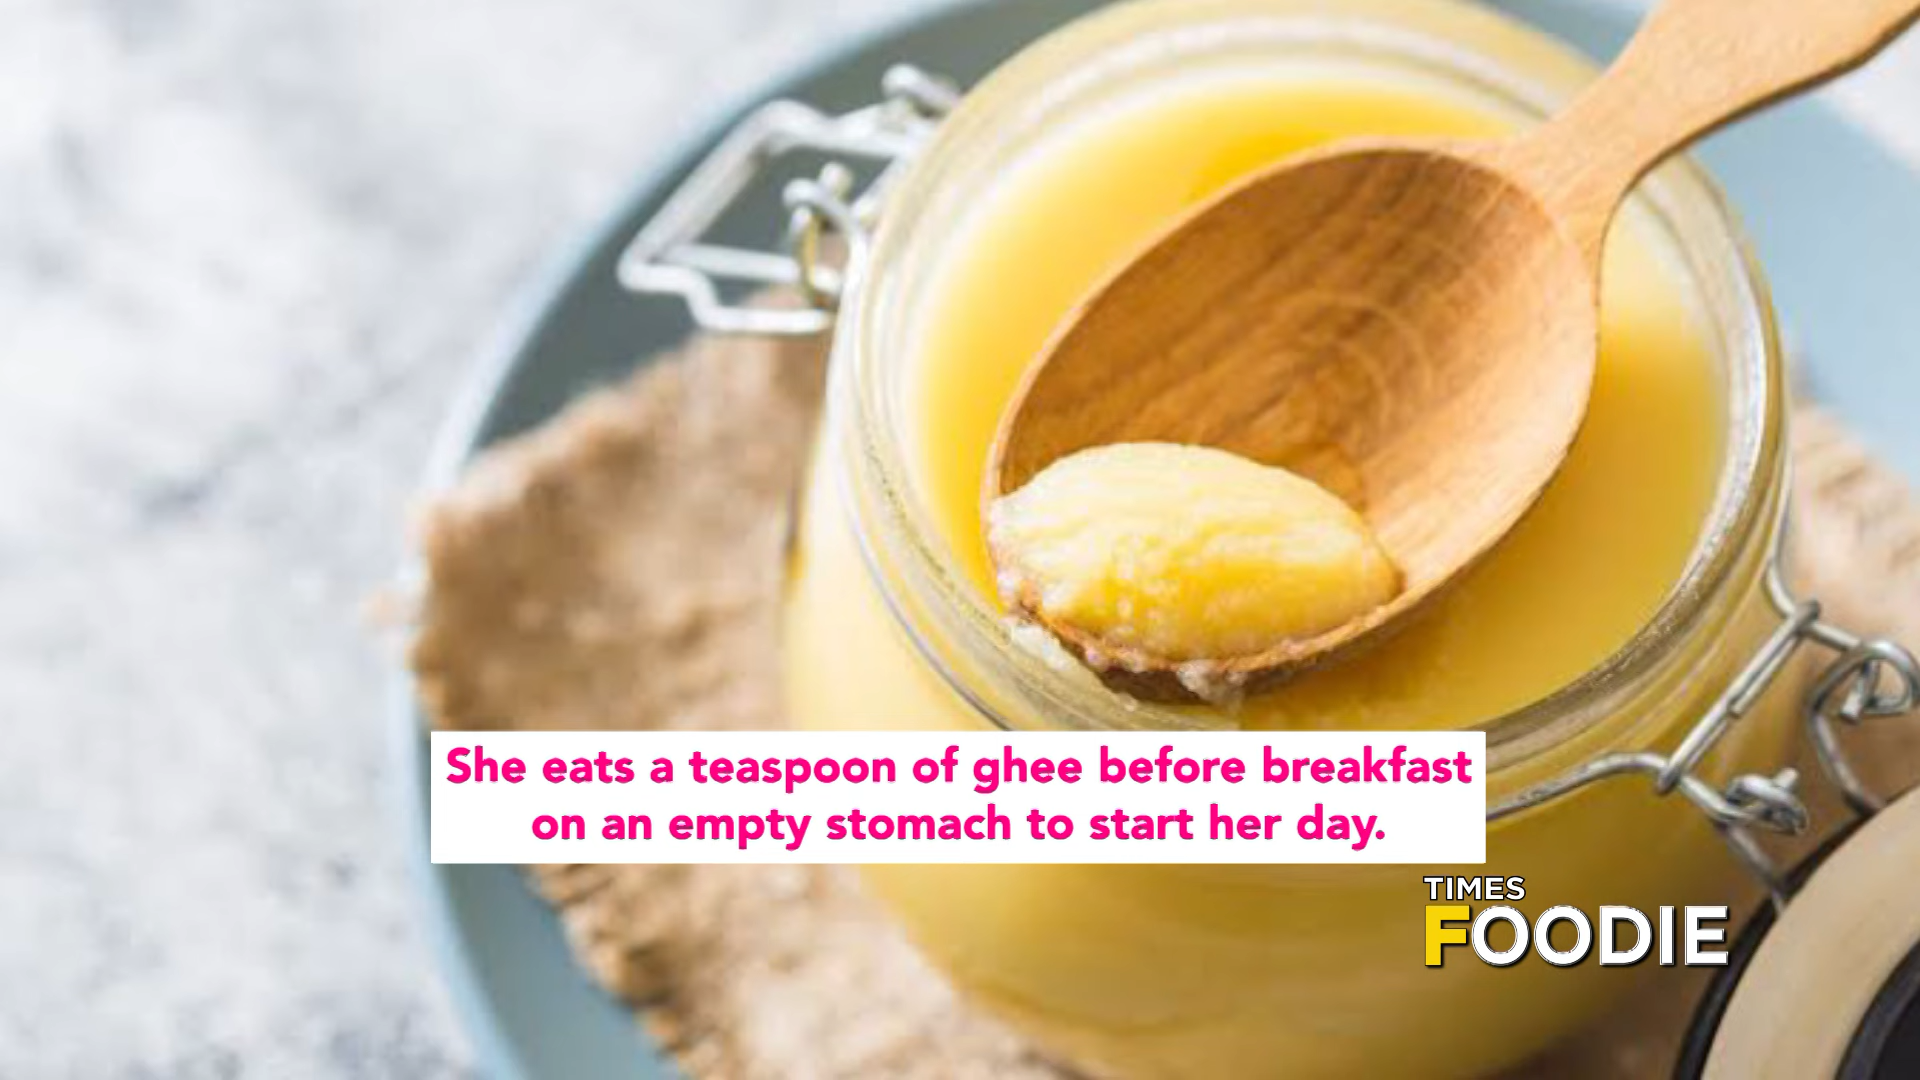 She eats a teaspoon of ghee before breakfast
on an empty stomach to start her day.
TIMES
FOODIE